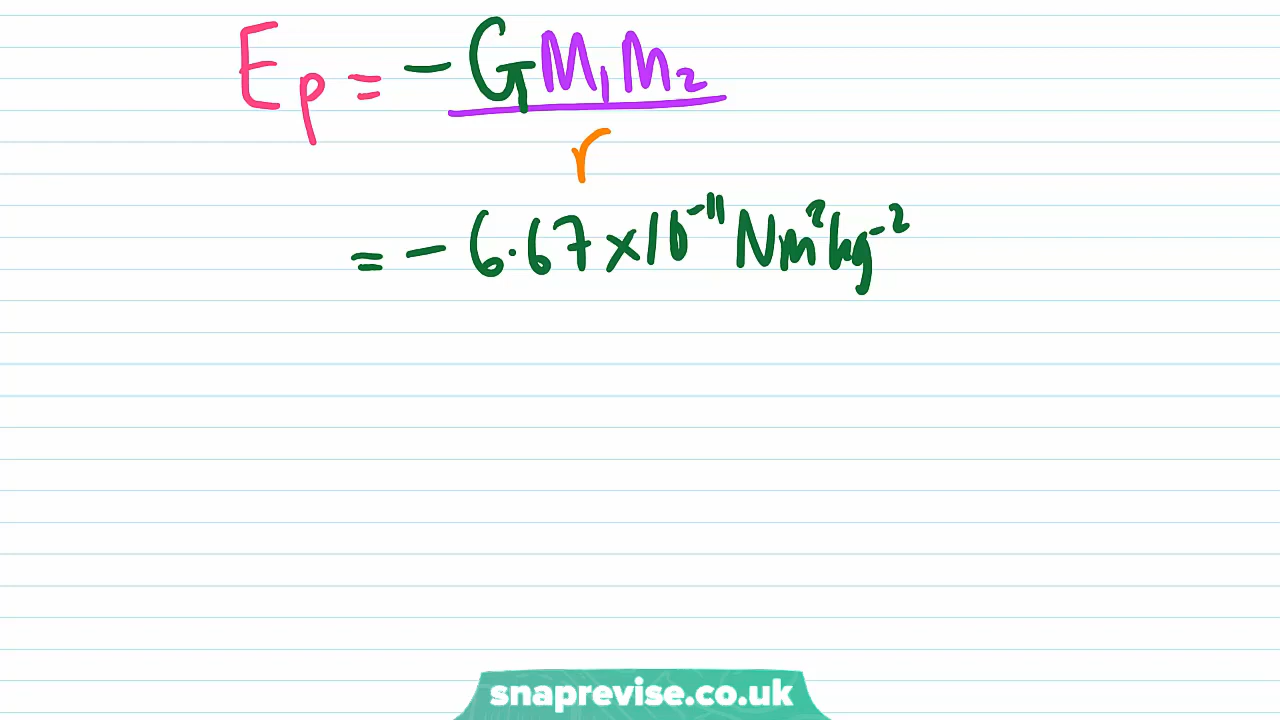 Ep = - GM₁M₂
r
= - 6.67 × 10⁻¹¹ Nm²kg⁻²
snaprevise.co.uk